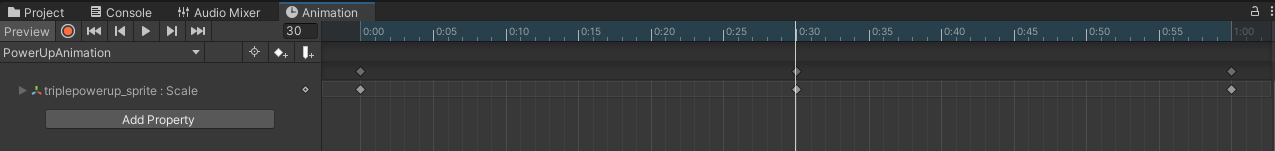 Project Console Audio Mixer Animation
Preview 30 0:00 0:05 0:10 0:15 0:20 0:25 0:30 0:35 0:40 0:45 0:50 0:55 1:00
PowerUpAnimation
triplepowerup_sprite : Scale
Add Property